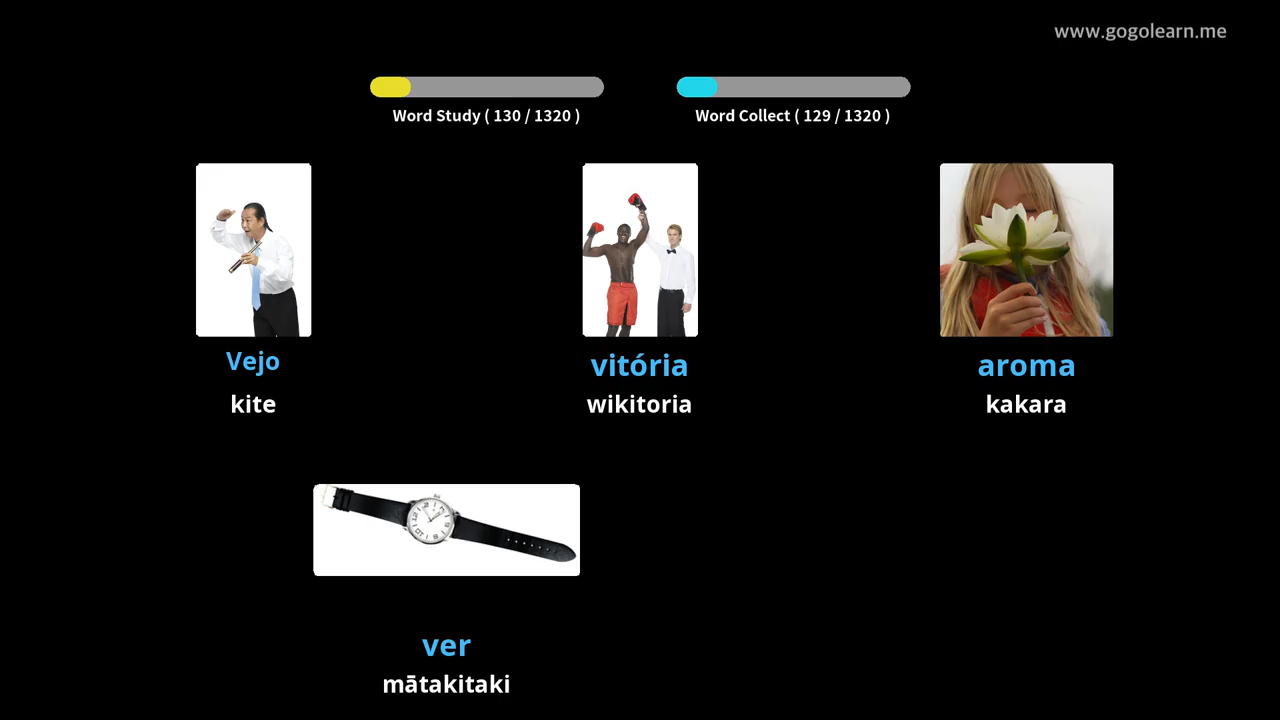 www.gogolearn.me
Word Study ( 130 / 1320 )
Word Collect ( 129 / 1320 )
Vejo
kite
vitória
wikitoria
aroma
kakara
ver
mātakitaki